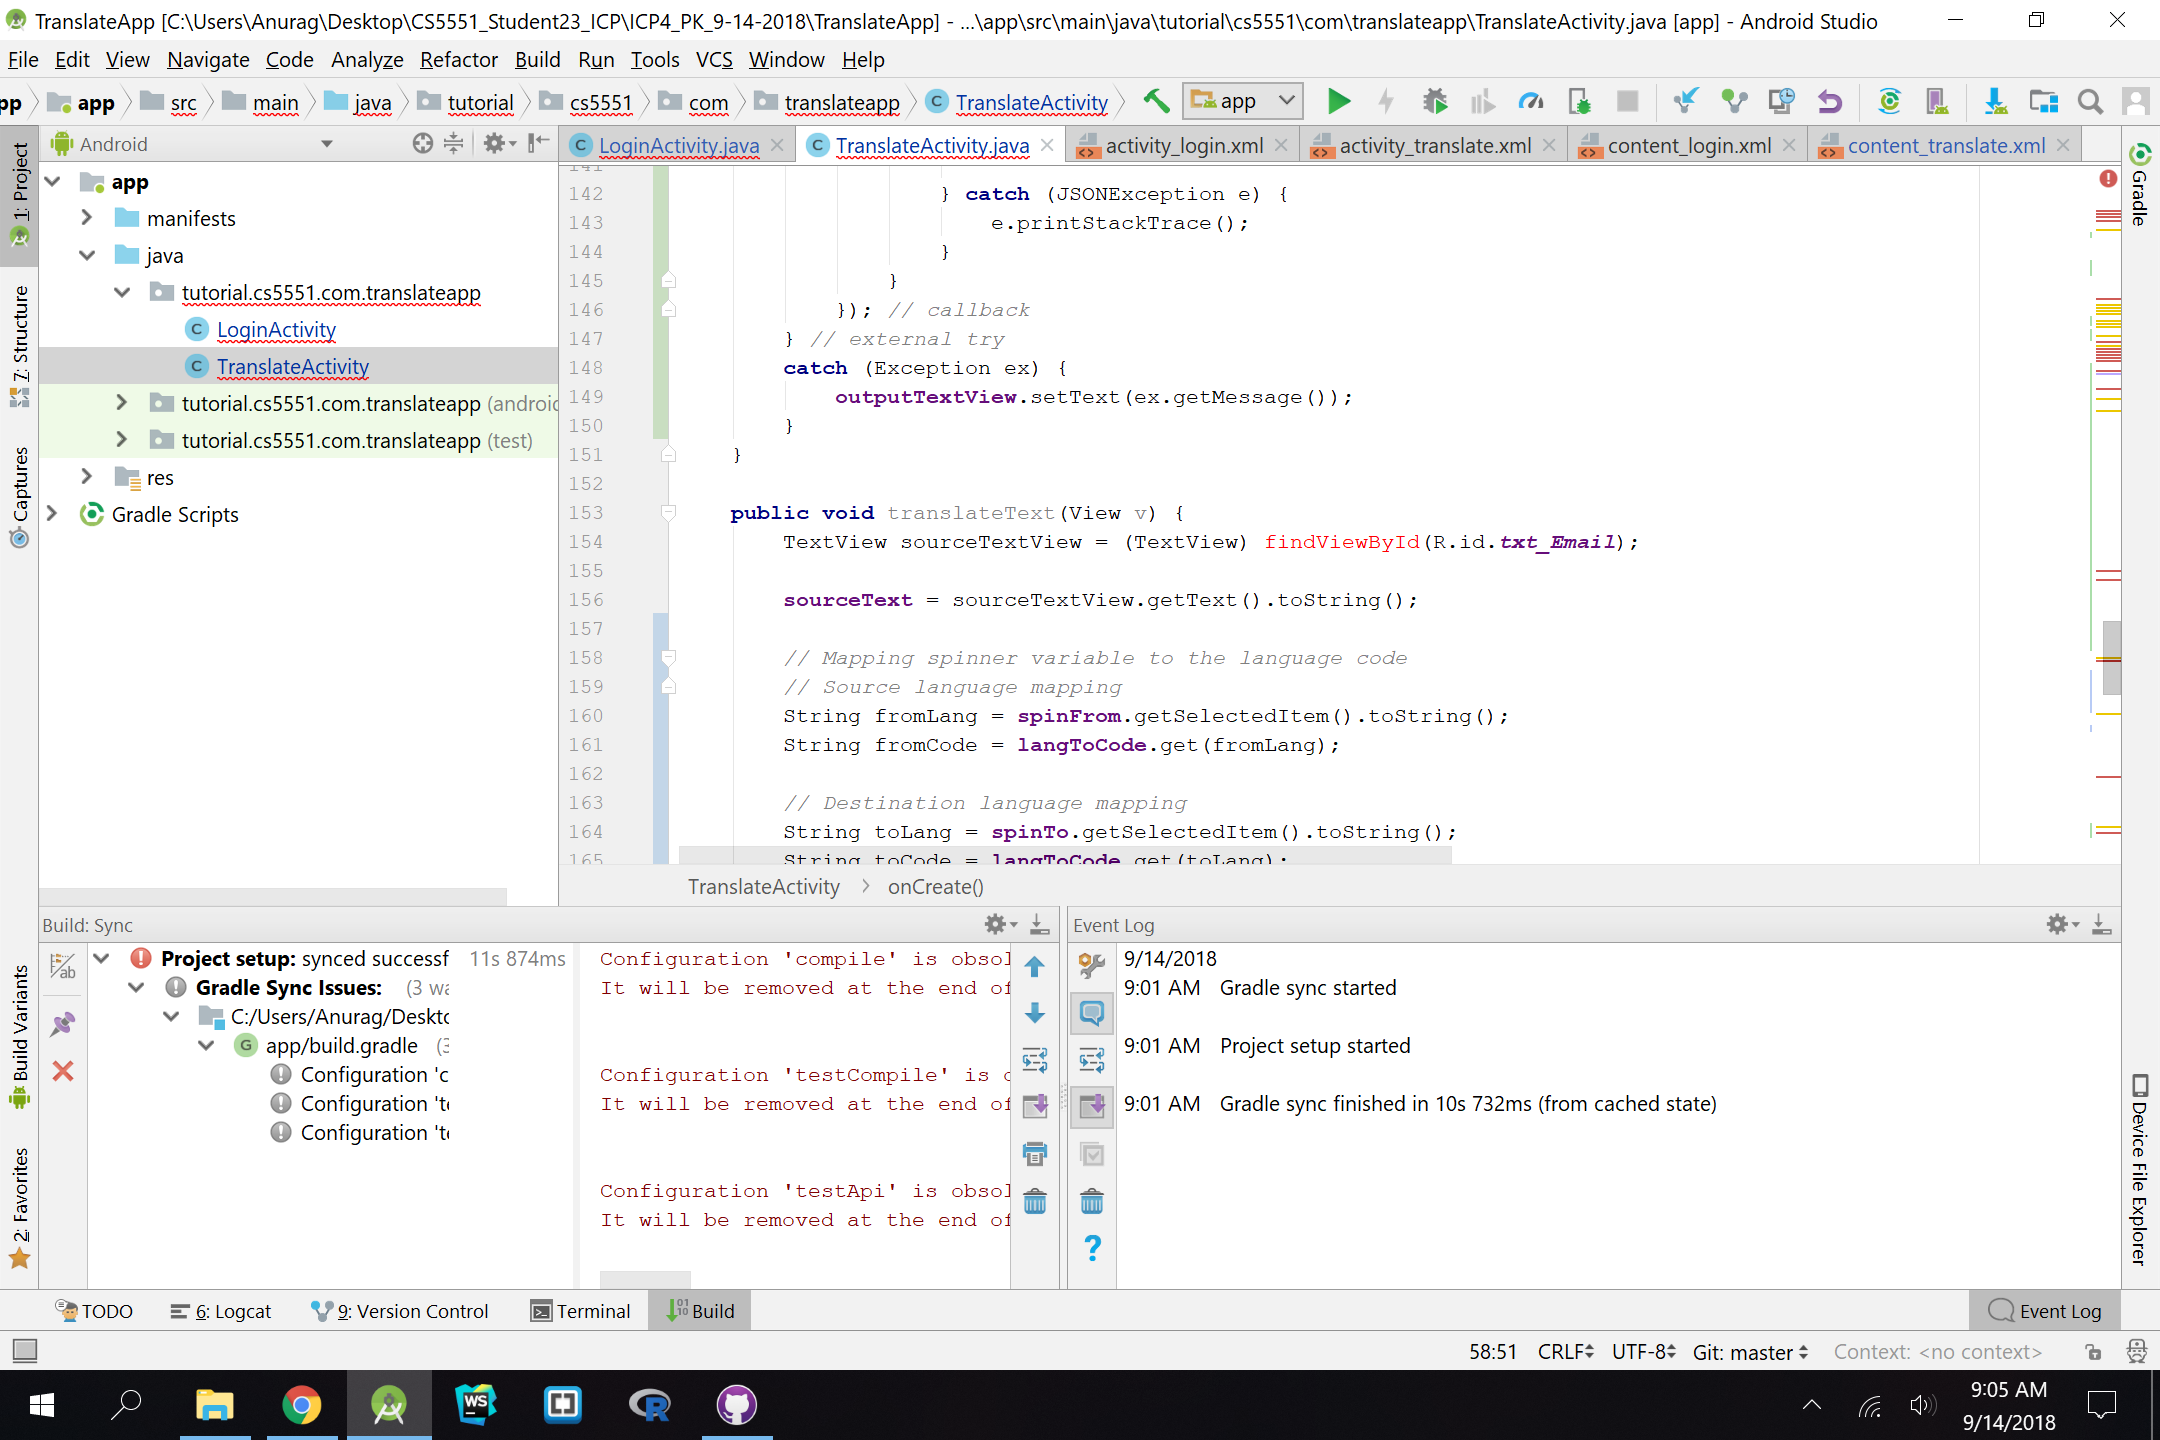 TranslateApp [C:\Users\Anurag\Desktop\CS5551_Student23_ICP\ICP4_PK_9-14-2018\TranslateApp] - ...\app\src\main\java\tutorial\cs5551\com\translateapp\TranslateActivity.java [app] - Android Studio
File Edit View Navigate Code Analyze Refactor Build Run Tools VCS Window Help
pp app src main java tutorial cs5551 com translateapp TranslateActivity app
Android
LoginActivity.java TranslateActivity.java activity_login.xml activity_translate.xml content_login.xml content_translate.xml
1: Project
7: Structure
Captures
Build Variants
2: Favorites
app
manifests
java
tutorial.cs5551.com.translateapp
LoginActivity
TranslateActivity
tutorial.cs5551.com.translateapp (androic
tutorial.cs5551.com.translateapp (test)
res
Gradle Scripts
141
142 } catch (JSONException e) {
143 e.printStackTrace();
144 }
145 }
146 }); // callback
147 } // external try
148 catch (Exception ex) {
149 outputTextView.setText(ex.getMessage());
150 }
151 }
152
153 public void translateText(View v) {
154 TextView sourceTextView = (TextView) findViewById(R.id.txt_Email);
155
156 sourceText = sourceTextView.getText().toString();
157
158 // Mapping spinner variable to the language code
159 // Source language mapping
160 String fromLang = spinFrom.getSelectedItem().toString();
161 String fromCode = langToCode.get(fromLang);
162
163 // Destination language mapping
164 String toLang = spinTo.getSelectedItem().toString();
165 String toCode = langToCode.get(toLang);
TranslateActivity onCreate()
Gradle
Device File Explorer
Build: Sync
Project setup: synced successf 11s 874ms
Gradle Sync Issues: (3 wa
C:/Users/Anurag/Deskto
app/build.gradle (3
Configuration 'c
Configuration 'te
Configuration 'te
Configuration 'compile' is obsol
It will be removed at the end of
Configuration 'testCompile' is o
It will be removed at the end of
Configuration 'testApi' is obsol
It will be removed at the end of
Event Log
9/14/2018
9:01 AM Gradle sync started
9:01 AM Project setup started
9:01 AM Gradle sync finished in 10s 732ms (from cached state)
TODO 6: Logcat 9: Version Control Terminal Build Event Log
58:51 CRLF UTF-8 Git: master Context: <no context>
WS
R
9:05 AM
9/14/2018